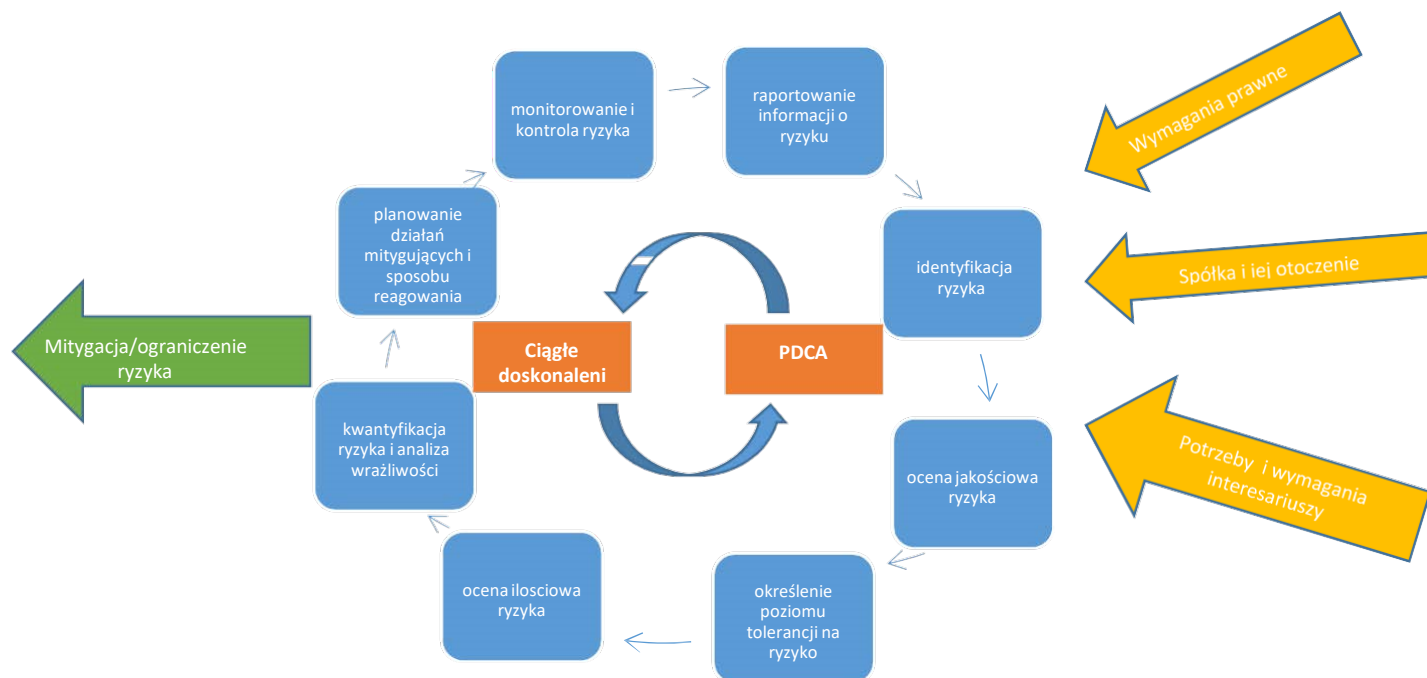 monitorowanie i
kontrola ryzyka
raportowanie
informacji o
ryzyku
Wymagania prawne
planowanie
działań
mitygujących i
sposobu
reagowania
identyfikacja
ryzyka
Spółka i iej otoczenie
Mitygacja/ograniczenie
ryzyka
Ciągłe
doskonaleni
PDCA
kwantyfikacja
ryzyka i analiza
wrażliwości
ocena jakościowa
ryzyka
Potrzeby i wymagania
interesariuszy
ocena ilosciowa
ryzyka
określenie
poziomu
tolerancji na
ryzyko